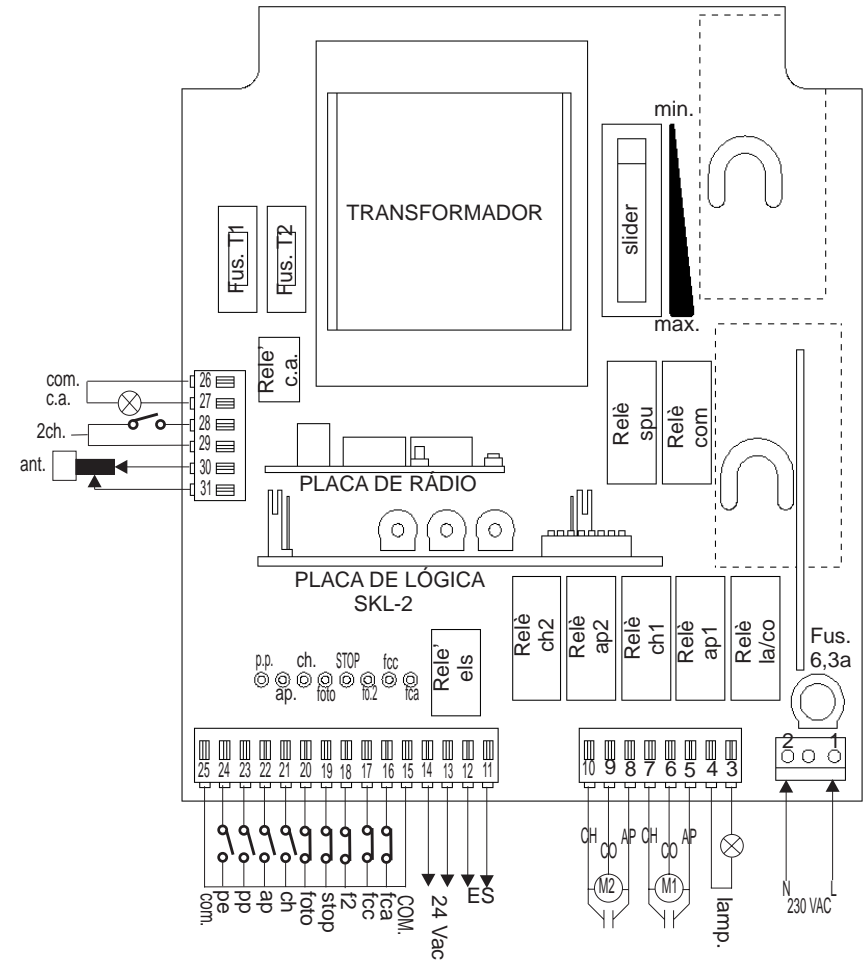 min.
TRANSFORMADOR
slider
Fus. T1
Fus. T2
max.
Rele'
c.a.
com.
c.a.
2ch.
ant.
26
27
28
29
30
31
Relè
spu
Relè
com
PLACA DE RÁDIO
PLACA DE LÓGICA
SKL-2
Relè
ch2
Relè
ap2
Relè
ch1
Relè
ap1
Relè
la/co
Fus.
6,3a
Rele'
els
p.p.
ap.
ch.
foto
STOP
fo.2
fcc
fca
25 24 23 22 21 20 19 18 17 16 15 14 13 12 11
10 9 8 7 6 5 4 3
2 1
com.
pe
pp
ap
ch
foto
stop
f2
fcc
fca
COM.
24 Vac
ES
CH
CO
AP
M2
CH
CO
AP
M1
lamp.
N L
230 VAC